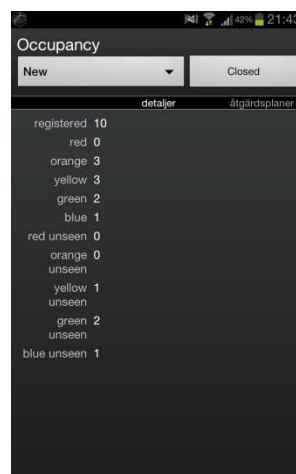 42% 21:43
Occupancy
New Closed
detaljer åtgärdsplaner
registered 10
red 0
orange 3
yellow 3
green 2
blue 1
red unseen 0
orange 0
unseen
yellow 1
unseen
green 2
unseen
blue unseen 1